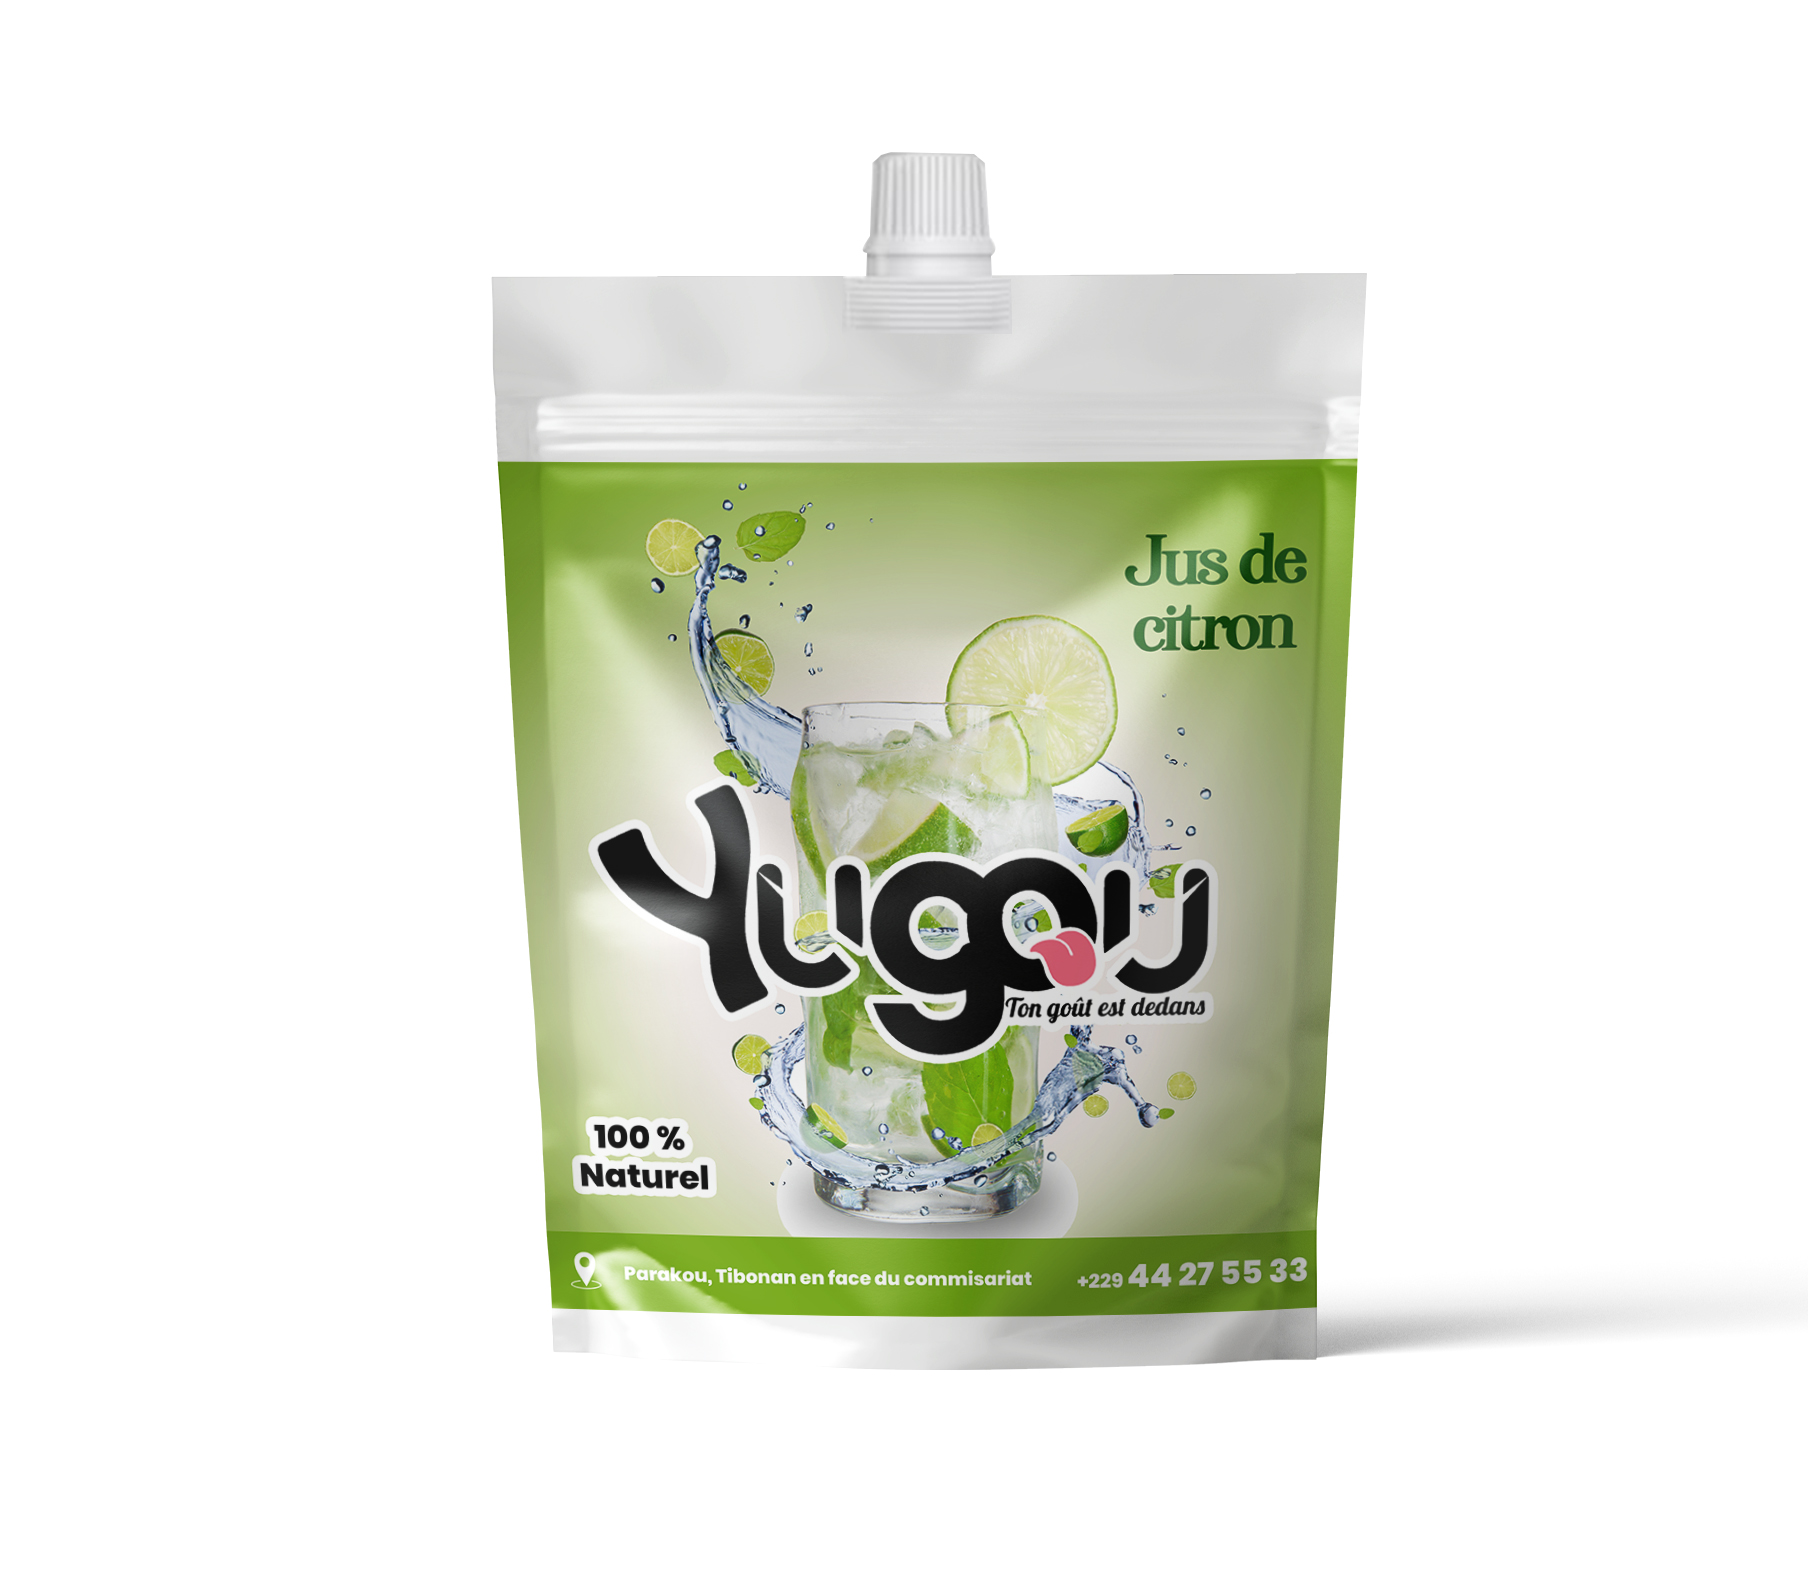 Jus de
citron
Yugou
Ton goût est dedans
100 %
Naturel
Parakou, Tibonan en face du commisariat
+229 44 27 55 33